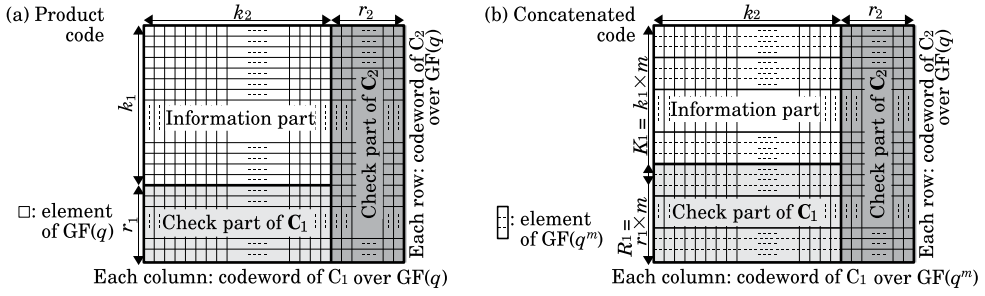 (a) Product
code
k₂
r₂
k₁
r₁
Information part
Check part of C₁
Check part of C₂
Each row: codeword of C₂
over GF(q)
□: element
of GF(q)
Each column: codeword of C₁ over GF(q)
(b) Concatenated
code
k₂
r₂
K₁ = k₁×m
R₁ =
r₁×m
Information part
Check part of C₁
Check part of C₂
Each row: codeword of C₂
over GF(q)
: element
of GF(qᵐ)
Each column: codeword of C₁ over GF(qᵐ)